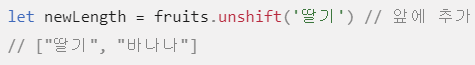 let newLength = fruits.unshift('딸기') // 앞에 추가
// ["딸기", "바나나"]